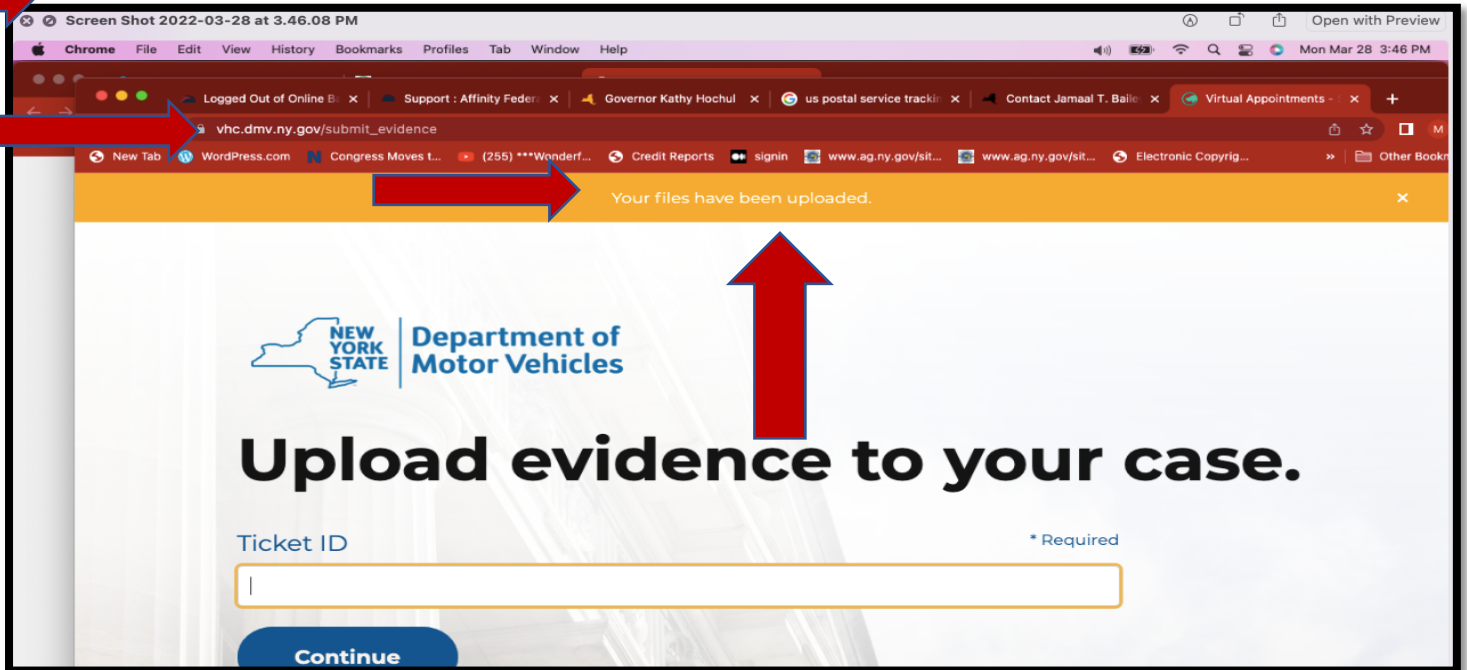 Screen Shot 2022-03-28 at 3.46.08 PM
Open with Preview
Chrome File Edit View History Bookmarks Profiles Tab Window Help
Mon Mar 28 3:46 PM
Logged Out of Online B
Support : Affinity Feder
Governor Kathy Hochul
us postal service trackin
Contact Jamaal T. Baile
Virtual Appointments -
vhc.dmv.ny.gov/submit_evidence
M
New Tab
WordPress.com
Congress Moves t...
(255) ***Wonderf...
Credit Reports
signin
www.ag.ny.gov/sit...
www.ag.ny.gov/sit...
Electronic Copyrig...
»
Other Bookn
Your files have been uploaded.
NEW YORK STATE
Department of
Motor Vehicles
Upload evidence to your case.
Ticket ID
* Required
Continue